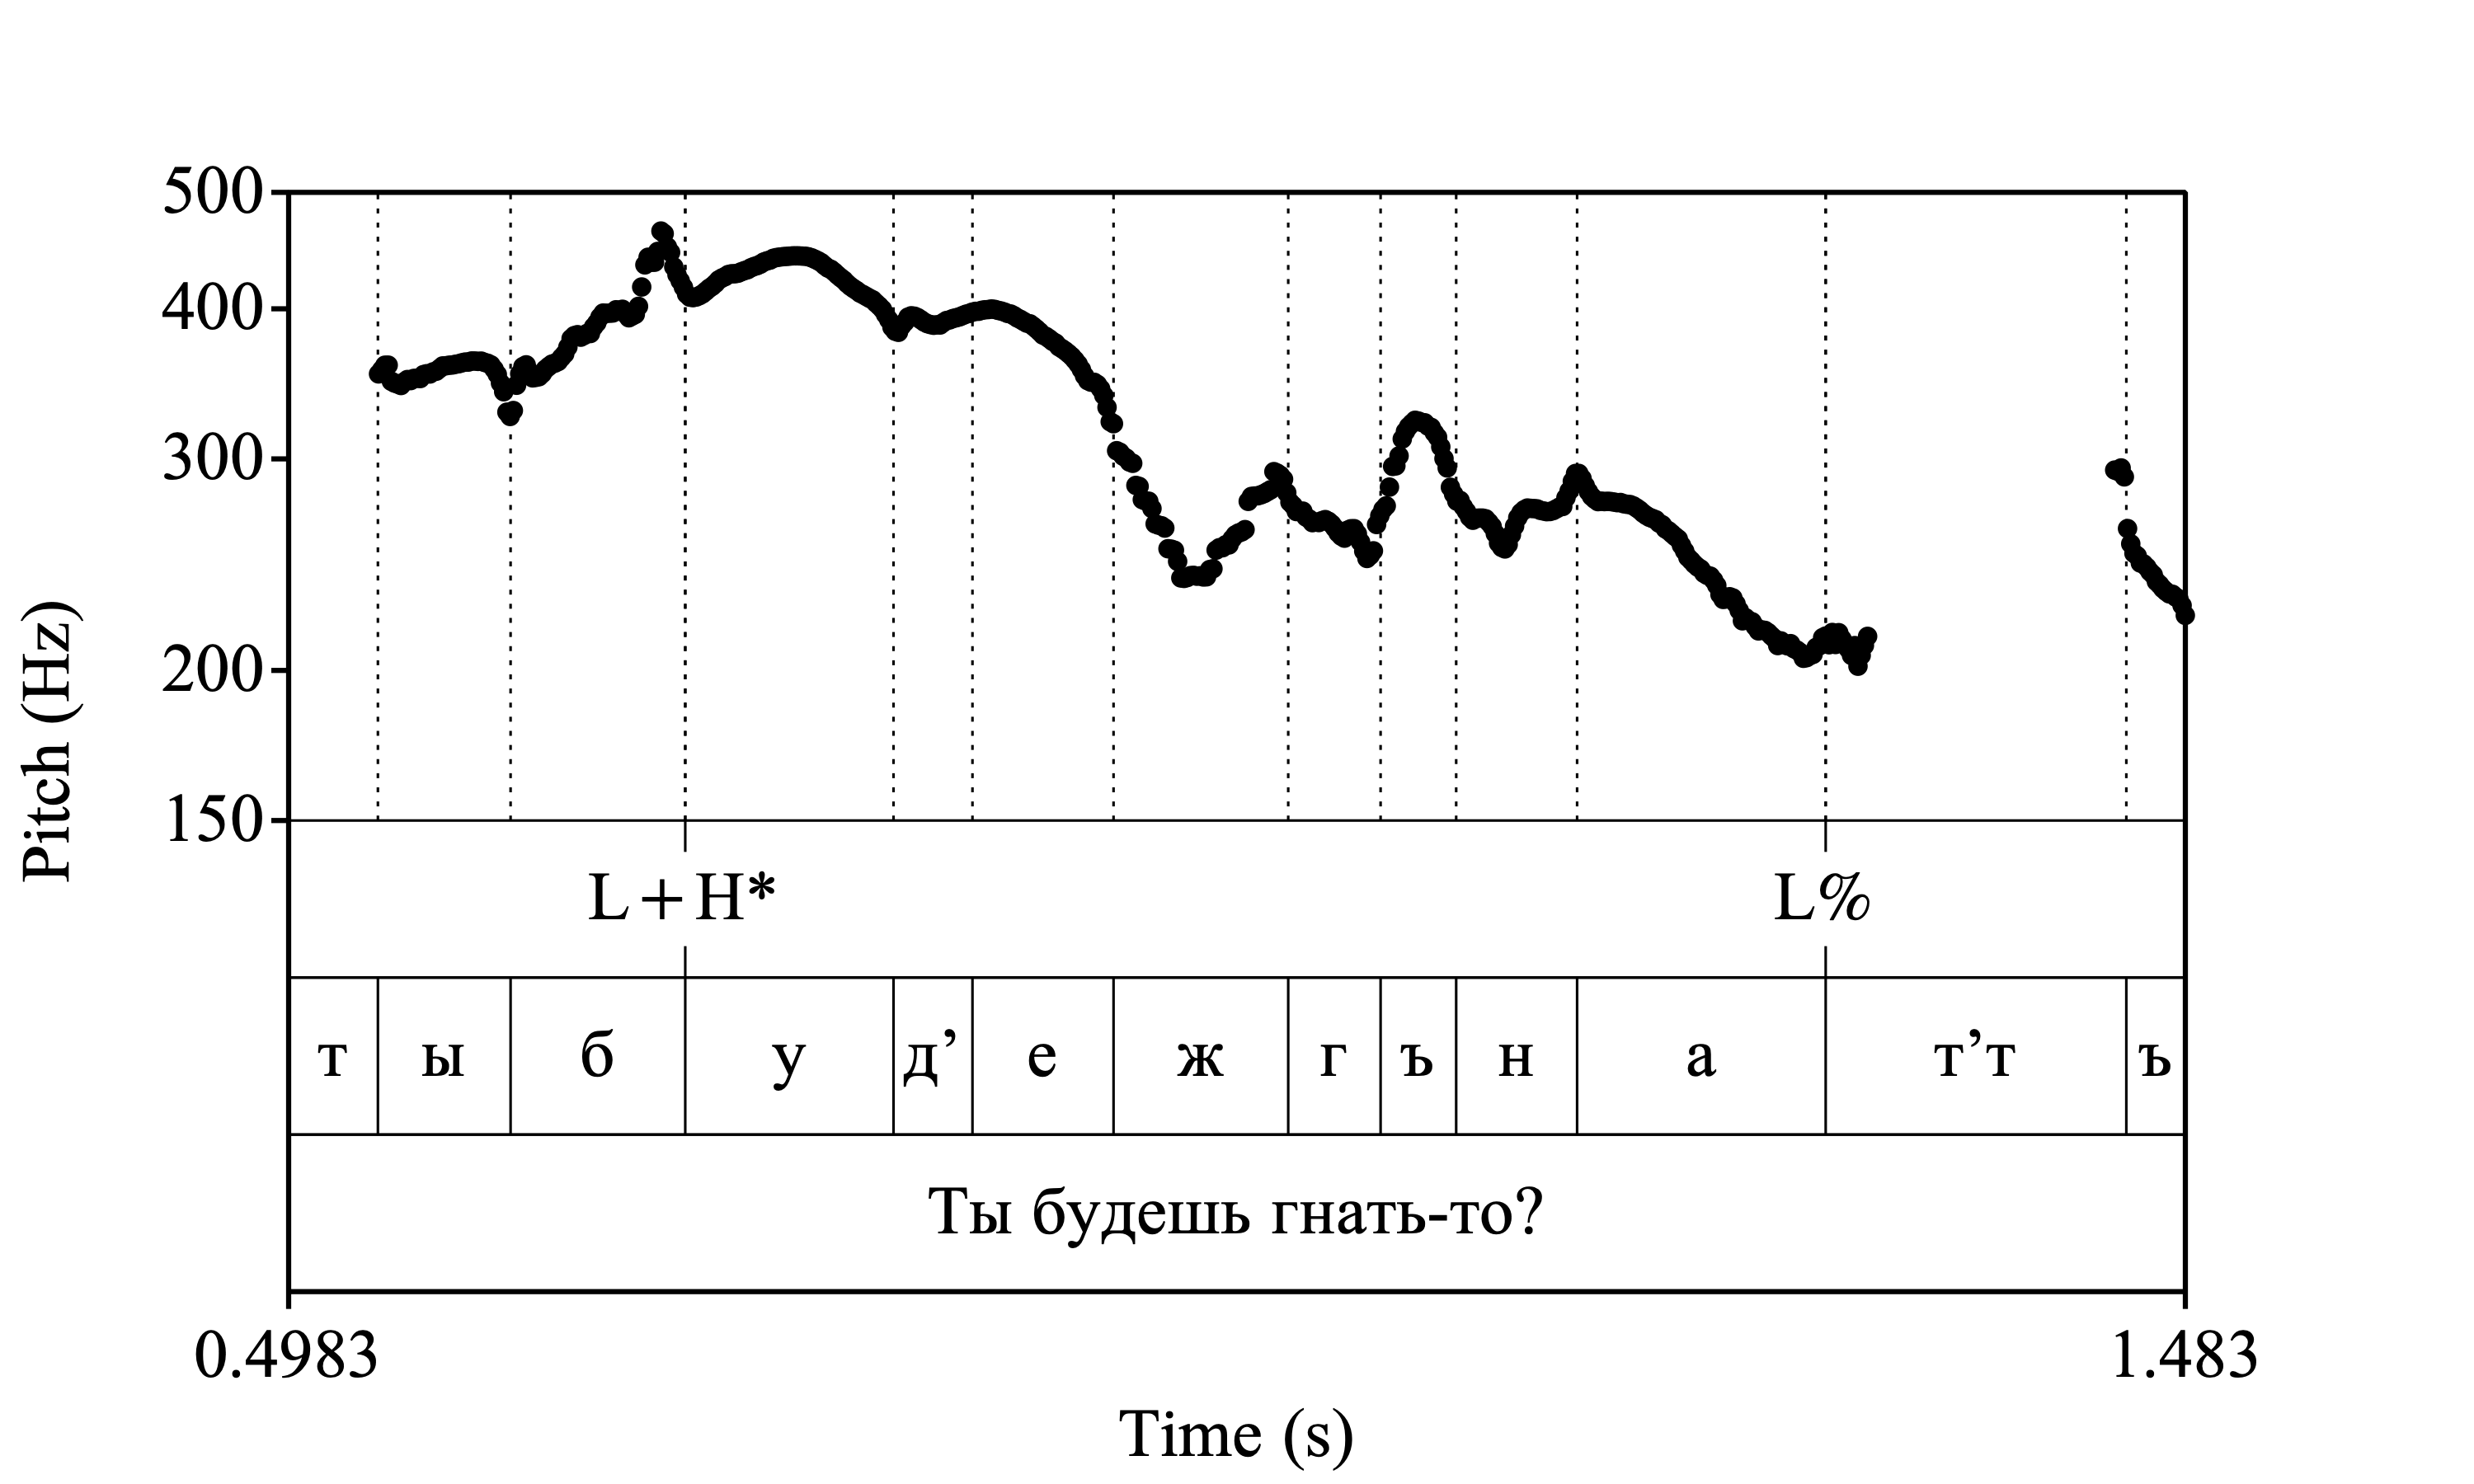 500
400
300
200
150
Pitch (Hz)
L+H* L%
т ы б у д’ е ж г ъ н а т’т ъ
Ты будешь гнать-то?
0.4983 1.483
Time (s)